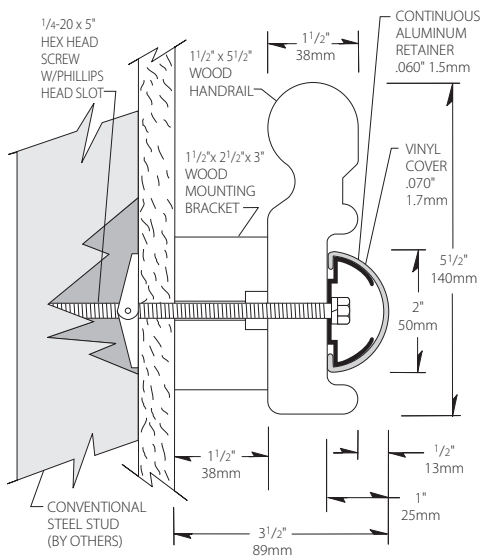 1/4-20 x 5"
HEX HEAD
SCREW
W/PHILLIPS
HEAD SLOT
1 1/2" x 5 1/2"
WOOD
HANDRAIL
1 1/2"x 2 1/2"x 3"
WOOD
MOUNTING
BRACKET
1 1/2"
38mm
CONTINUOUS
ALUMINUM
RETAINER
.060" 1.5mm
VINYL
COVER
.070"
1.7mm
5 1/2"
140mm
2"
50mm
1 1/2"
38mm
1/2"
13mm
1"
25mm
3 1/2"
89mm
CONVENTIONAL
STEEL STUD
(BY OTHERS)